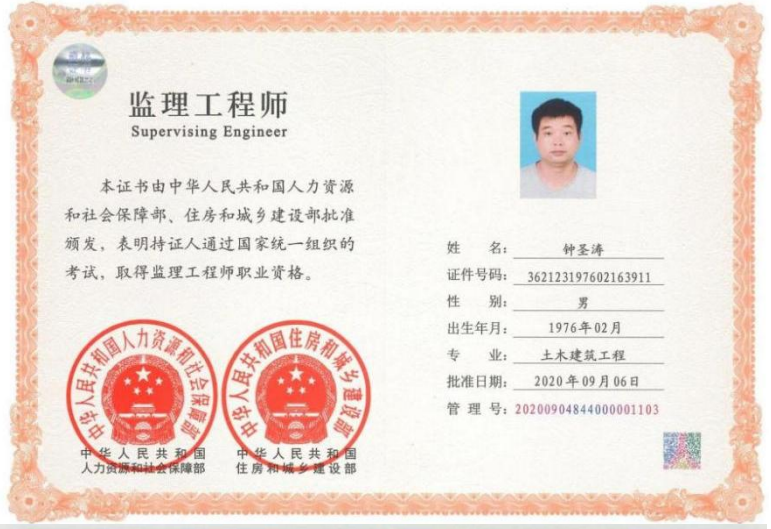 监理工程师
Supervising Engineer
本证书由中华人民共和国人力资源
和社会保障部、住房和城乡建设部批准
颁发，表明持证人通过国家统一组织的
考试，取得监理工程师职业资格。
中华人民共和国人力资源和社会保障部
中华人民共和国住房和城乡建设部
中华人民共和国
人力资源和社会保障部
中华人民共和国
住房和城乡建设部
姓 名： 钟圣涛
证件号码： 362123197602163911
性 别： 男
出生年月： 1976年02月
专 业： 土木建筑工程
批准日期： 2020年09月06日
管 理 号： 20200904844000001103